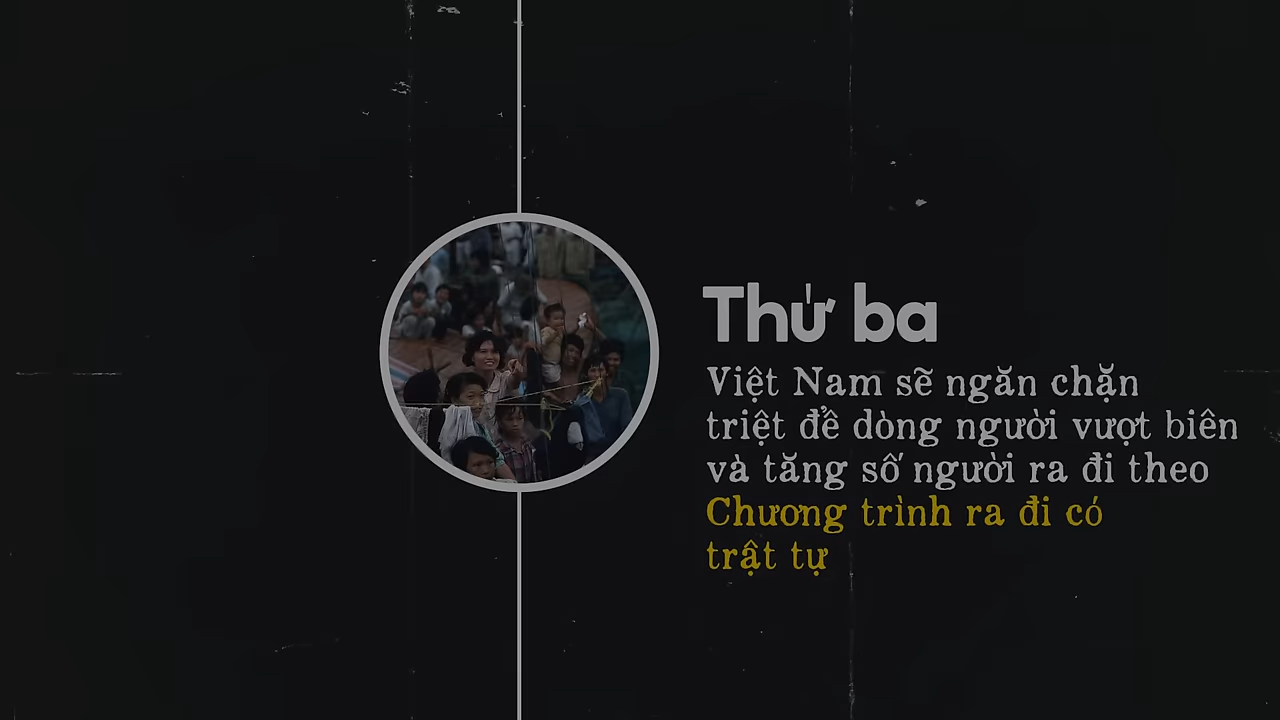 Thứ ba
Việt Nam sẽ ngăn chặn
triệt để dòng người vượt biên
và tăng số người ra đi theo
Chương trình ra đi có
trật tự